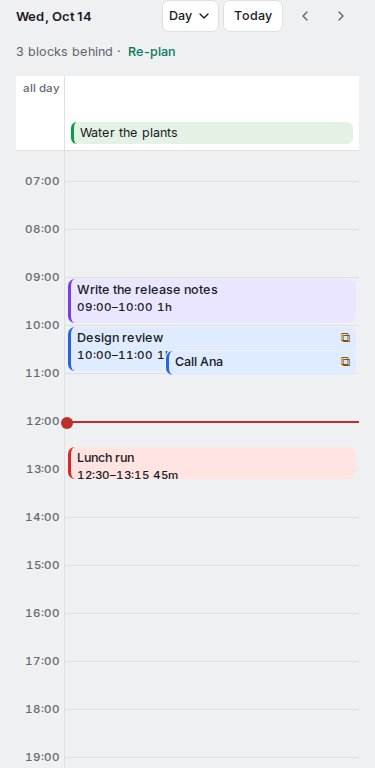 Wed, Oct 14
Day
Today
3 blocks behind · Re-plan
all day
Water the plants
07:00
08:00
09:00
Write the release notes
09:00–10:00 1h
10:00
Design review
10:00–11:00
Call Ana
11:00
12:00
Lunch run
12:30–13:15 45m
13:00
14:00
15:00
16:00
17:00
18:00
19:00